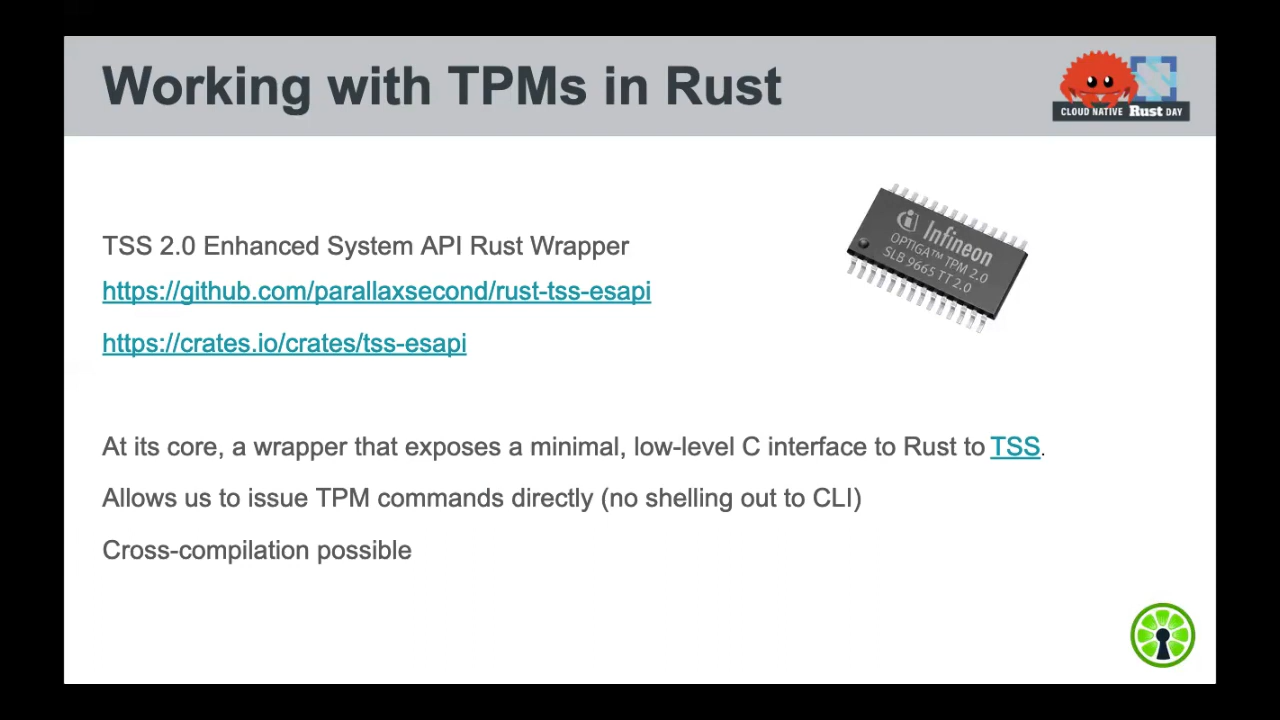 Working with TPMs in Rust
CLOUD NATIVE Rust DAY
TSS 2.0 Enhanced System API Rust Wrapper
https://github.com/parallaxsecond/rust-tss-esapi
https://crates.io/crates/tss-esapi
Infineon
OPTIGA™ TPM 2.0
SLB 9665 TT 2.0
At its core, a wrapper that exposes a minimal, low-level C interface to Rust to TSS.
Allows us to issue TPM commands directly (no shelling out to CLI)
Cross-compilation possible